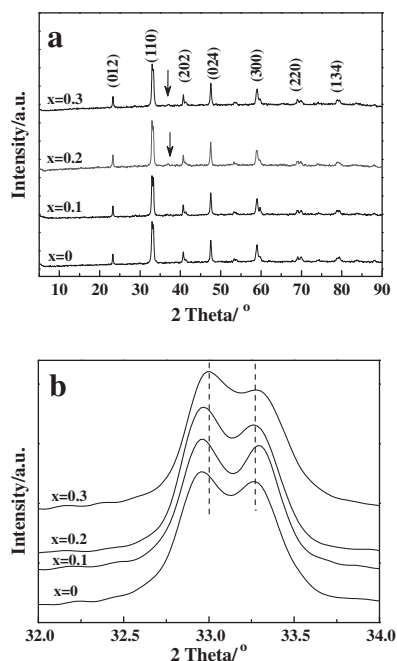 a
(012)
(110)
(202)
(024)
(300)
(220)
(134)
x=0.3
x=0.2
x=0.1
x=0
Intensity/a.u.
10 20 30 40 50 60 70 80 90
2 Theta/ °
b
x=0.3
x=0.2
x=0.1
x=0
Intensity/a.u.
32.0 32.5 33.0 33.5 34.0
2 Theta/ °